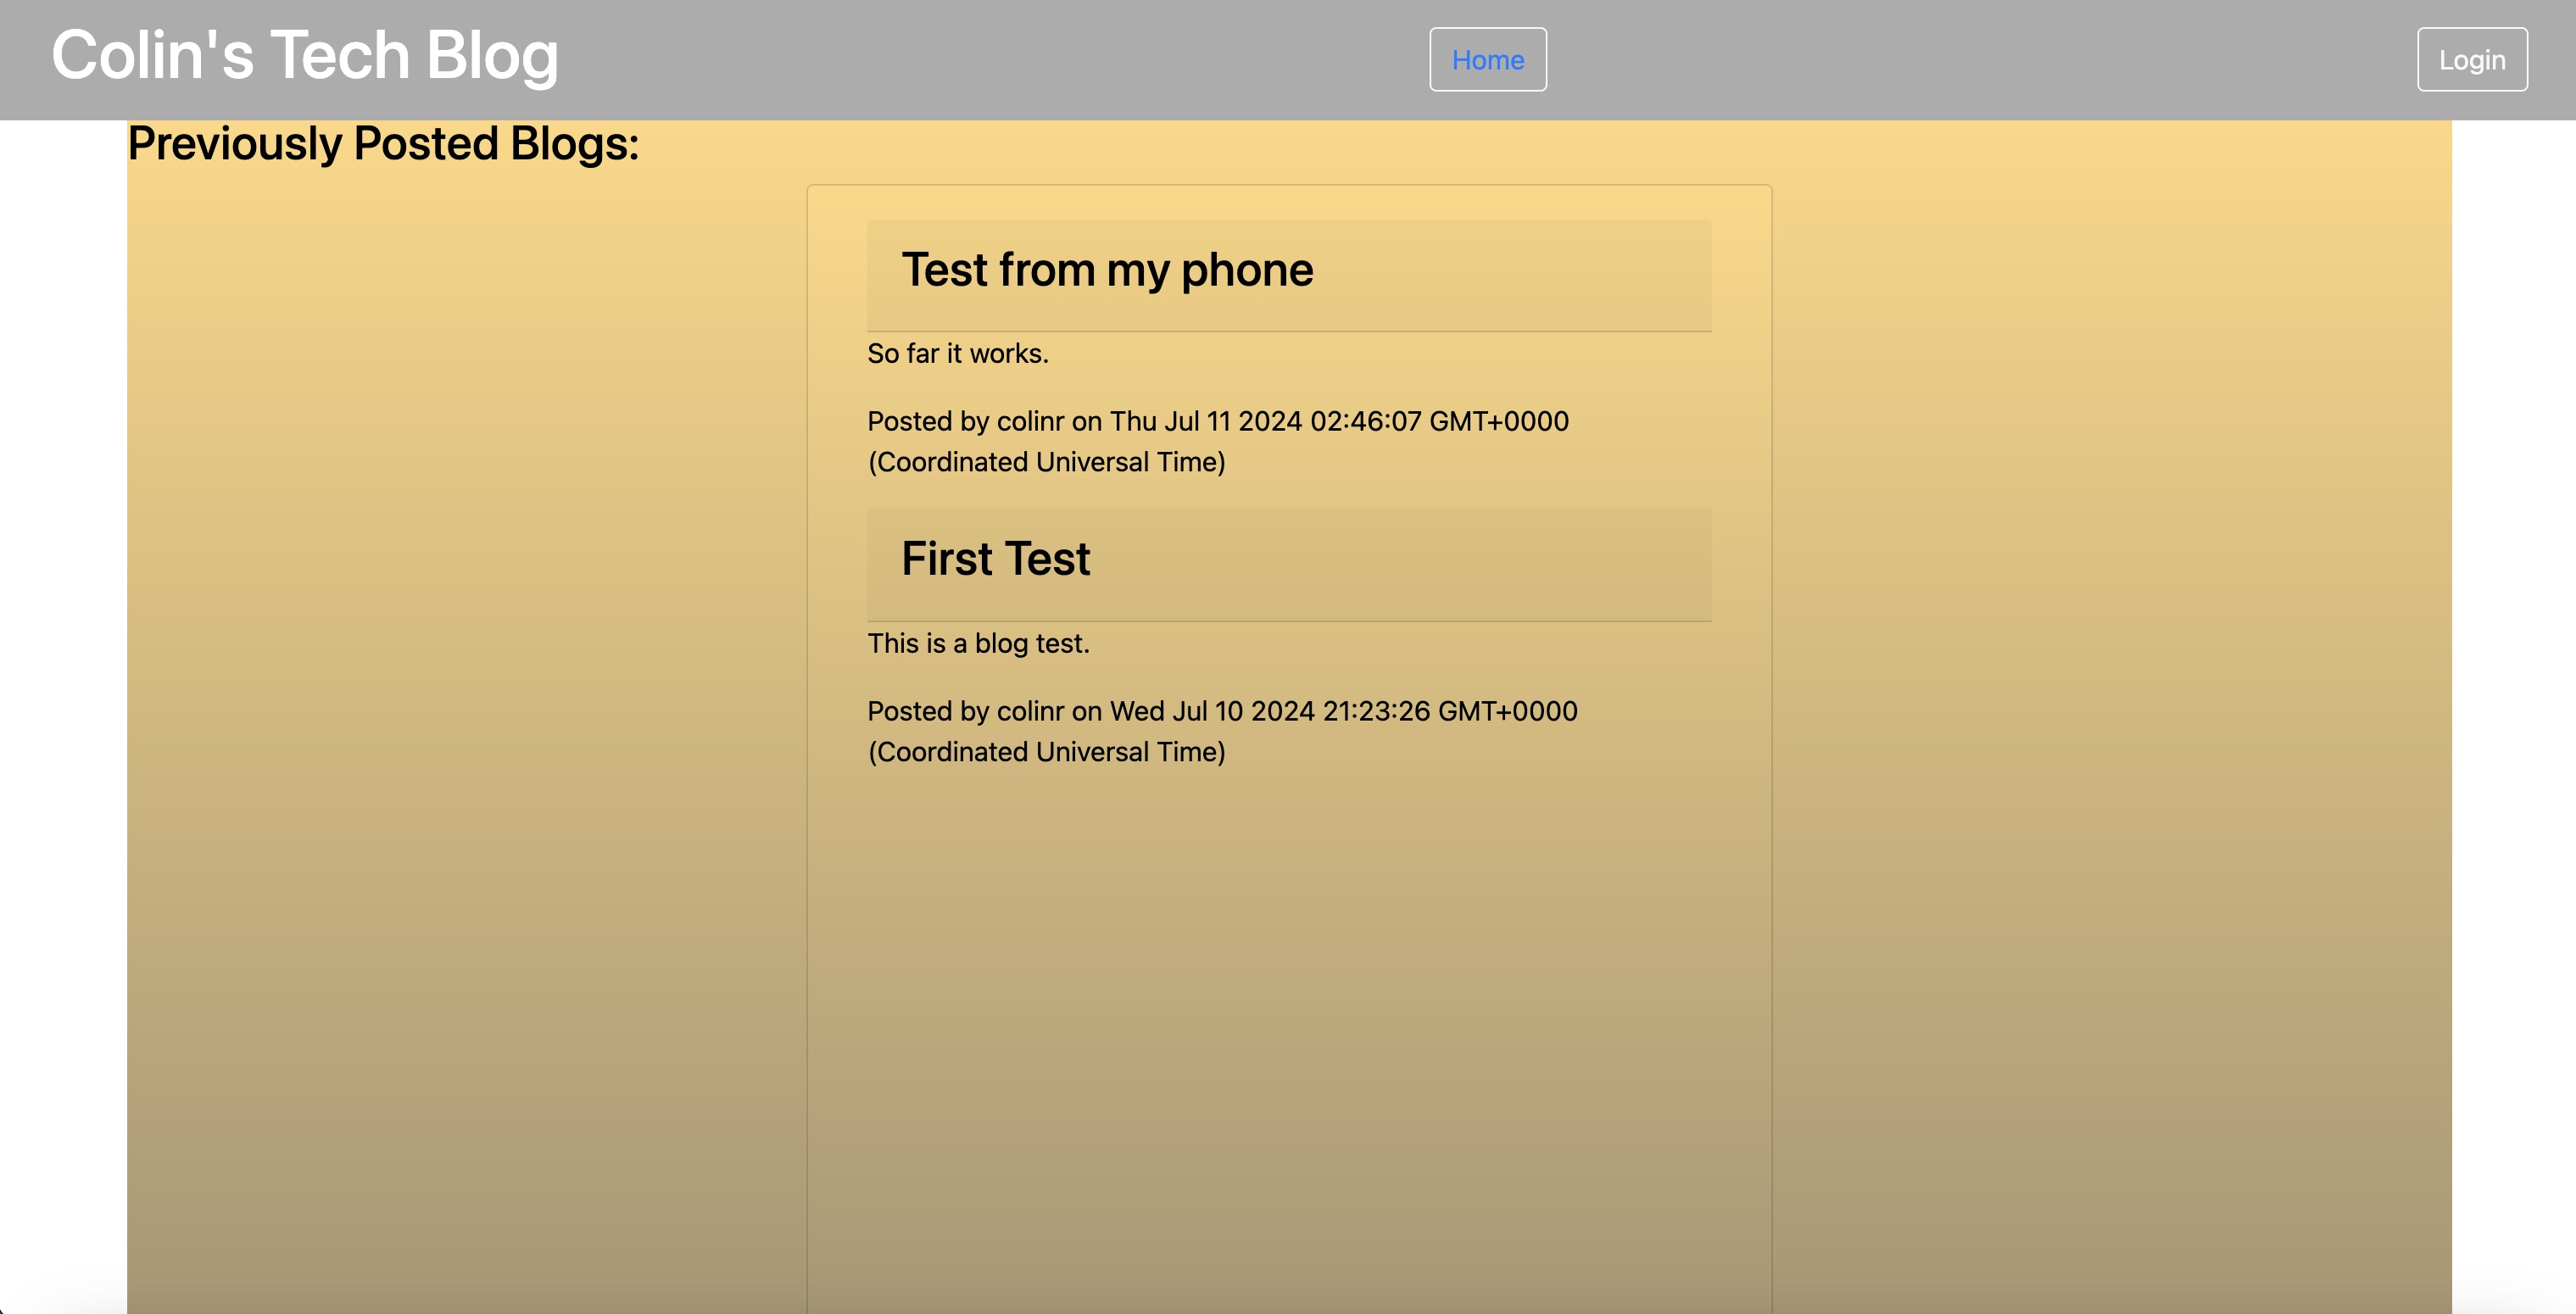 Colin's Tech Blog
Home
Login
Previously Posted Blogs:
Test from my phone
So far it works.
Posted by colinr on Thu Jul 11 2024 02:46:07 GMT+0000
(Coordinated Universal Time)
First Test
This is a blog test.
Posted by colinr on Wed Jul 10 2024 21:23:26 GMT+0000
(Coordinated Universal Time)